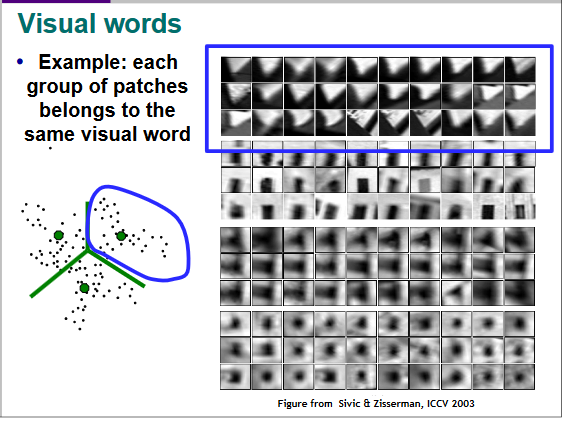 Visual words
• Example: each
group of patches
belongs to the
same visual word
Figure from Sivic & Zisserman, ICCV 2003